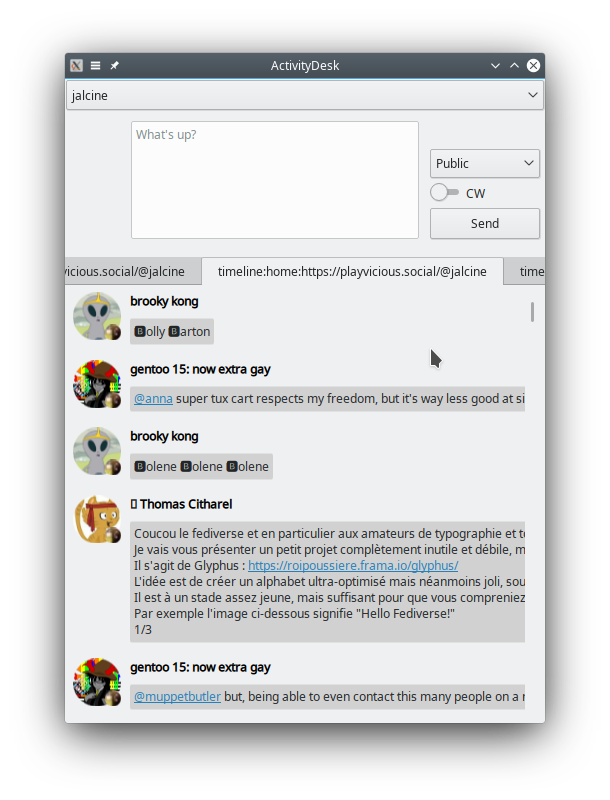 ActivityDesk
jalcine
What's up?
Public
CW
Send
vicious.social/@jalcine
timeline:home:https://playvicious.social/@jalcine
time
brooky kong
🅱olly 🅱arton
gentoo 15: now extra gay
@anna super tux cart respects my freedom, but it's way less good at si
brooky kong
🅱olene 🅱olene 🅱olene
Thomas Citharel
Coucou le fediverse et en particulier aux amateurs de typographie et
Je vais vous présenter un petit projet complètement inutile et débile,
Il s'agit de Glyphus : https://roipoussiere.frama.io/glyphus/
L'idée est de créer un alphabet ultra-optimisé mais néanmoins joli,
Il est à un stade assez jeune, mais suffisant pour que vous compreniez
Par exemple l'image ci-dessous signifie "Hello Fediverse!"
1/3
gentoo 15: now extra gay
@muppetbutler but, being able to even contact this many people on a